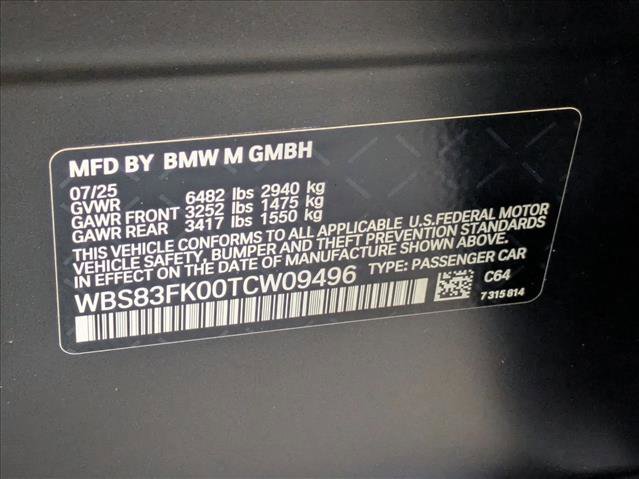 MFD BY BMW M GMBH
07/25
GVWR 6482 lbs 2940 kg
GAWR FRONT 3252 lbs 1475 kg
GAWR REAR 3417 lbs 1550 kg
THIS VEHICLE CONFORMS TO ALL APPLICABLE U.S.FEDERAL MOTOR
VEHICLE SAFETY, BUMPER AND THEFT PREVENTION STANDARDS
IN EFFECT ON THE DATE OF MANUFACTURE SHOWN ABOVE.
WBS83FK00TCW09496 TYPE: PASSENGER CAR
C64
7315814